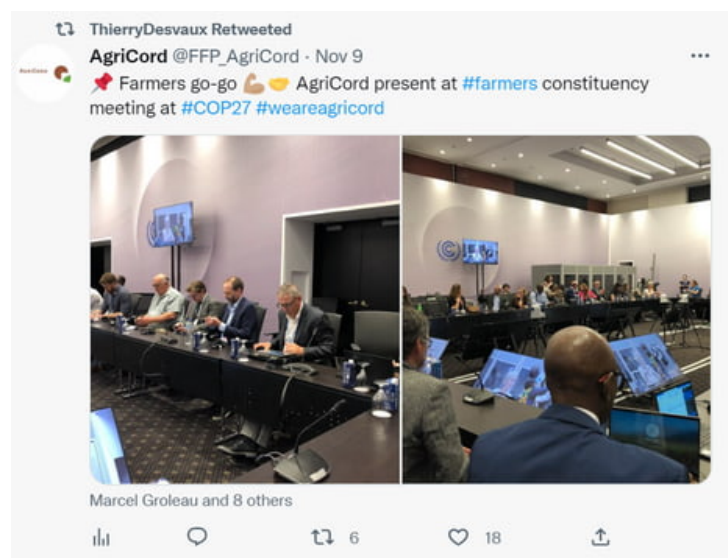 ThierryDesvaux Retweeted
AgriCord @FFP_AgriCord · Nov 9
📌 Farmers go-go 💪🏼 🤝 AgriCord present at #farmers constituency
meeting at #COP27 #weareagricord
Marcel Groleau and 8 others
6 18